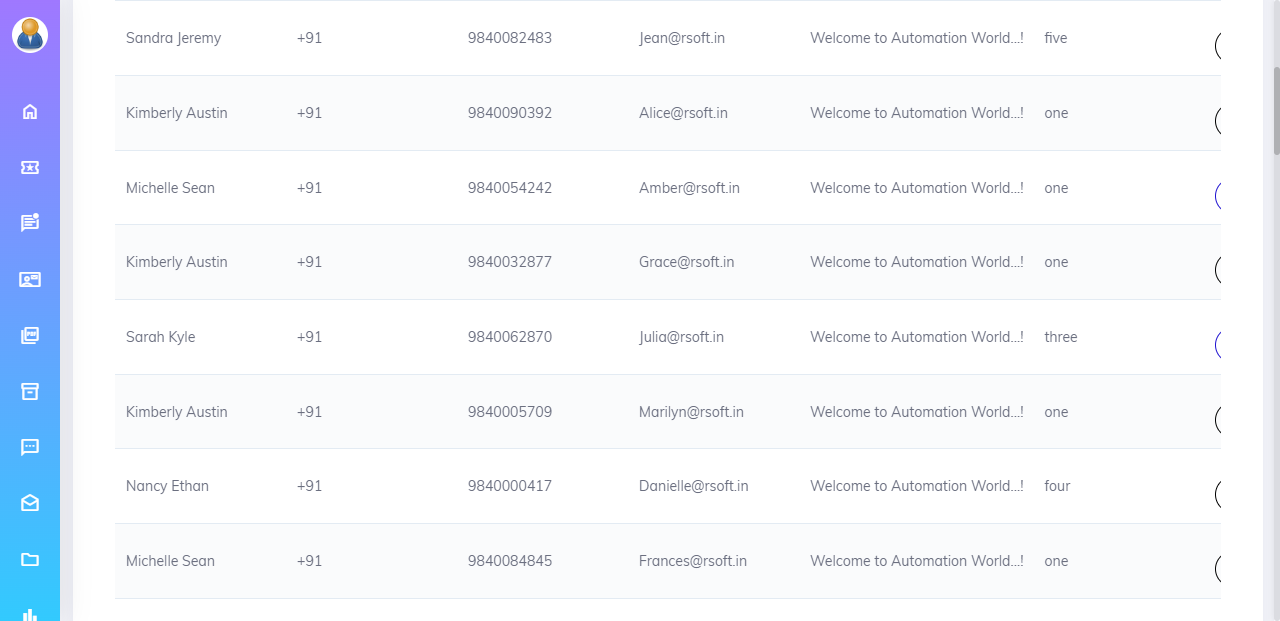 Sandra Jeremy +91 9840082483 Jean@rsoft.in Welcome to Automation World...! five
Kimberly Austin +91 9840090392 Alice@rsoft.in Welcome to Automation World...! one
Michelle Sean +91 9840054242 Amber@rsoft.in Welcome to Automation World...! one
Kimberly Austin +91 9840032877 Grace@rsoft.in Welcome to Automation World...! one
Sarah Kyle +91 9840062870 Julia@rsoft.in Welcome to Automation World...! three
Kimberly Austin +91 9840005709 Marilyn@rsoft.in Welcome to Automation World...! one
Nancy Ethan +91 9840000417 Danielle@rsoft.in Welcome to Automation World...! four
Michelle Sean +91 9840084845 Frances@rsoft.in Welcome to Automation World...! one